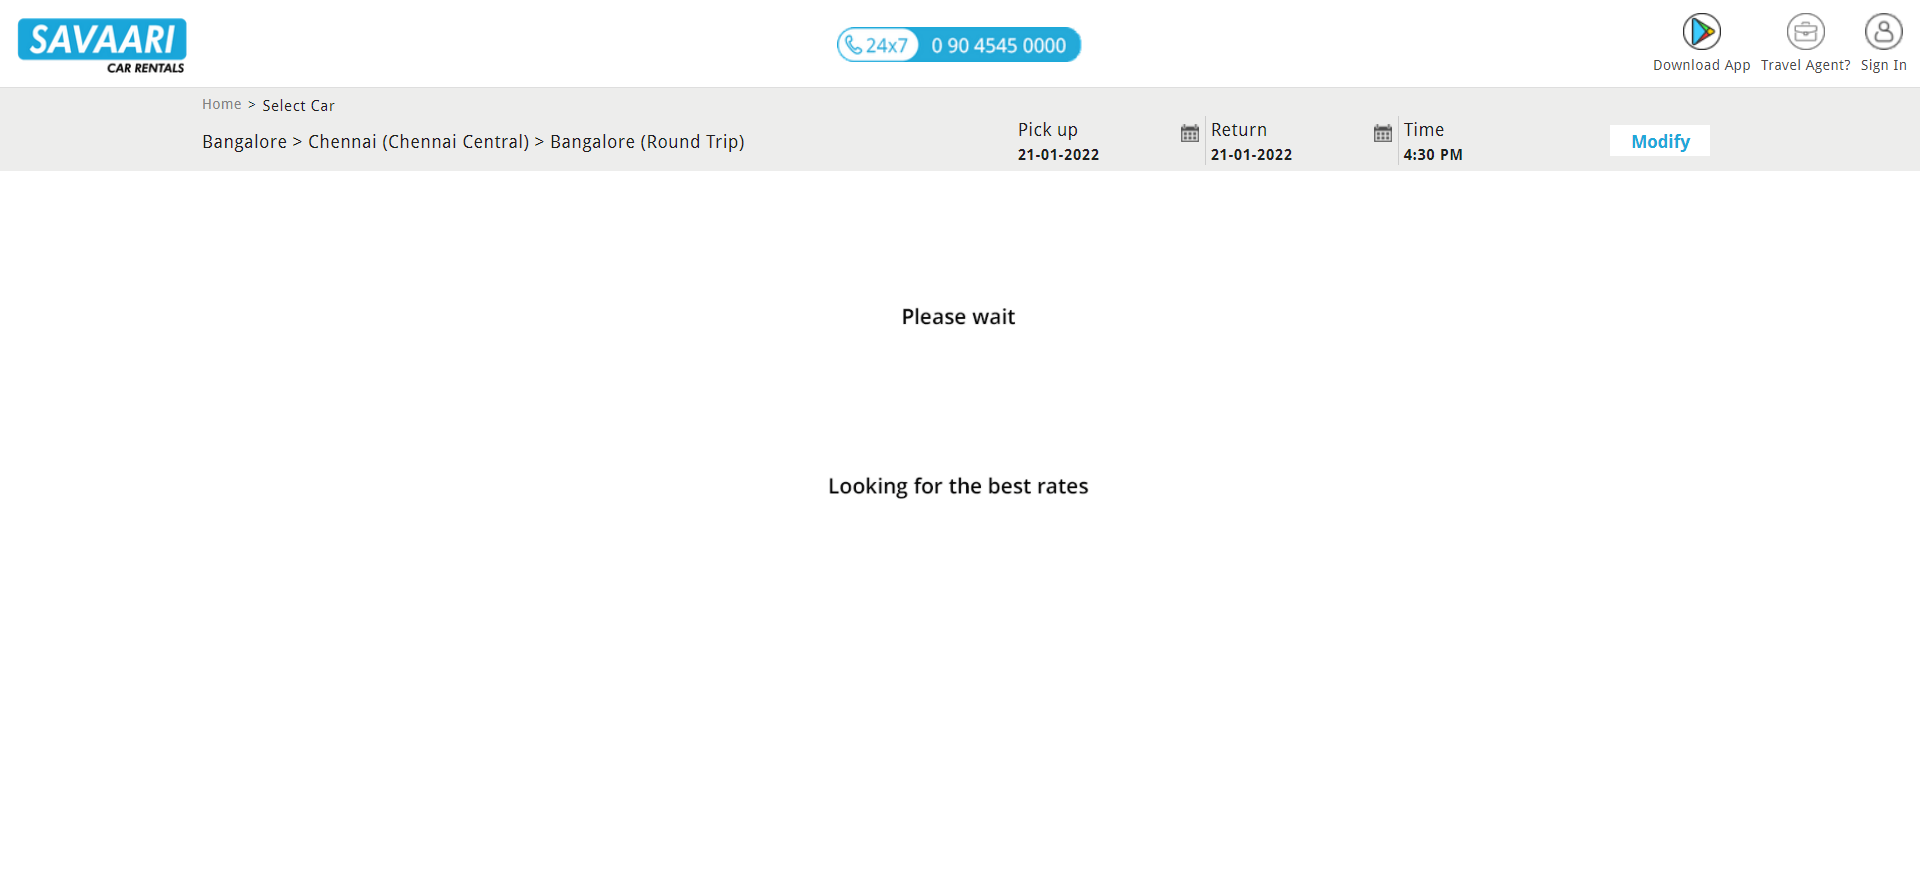 SAVAARI
CAR RENTALS
24x7 0 90 4545 0000
Download App Travel Agent? Sign In
Home > Select Car
Bangalore > Chennai (Chennai Central) > Bangalore (Round Trip)
Pick up
21-01-2022
Return
21-01-2022
Time
4:30 PM
Modify
Please wait
Looking for the best rates